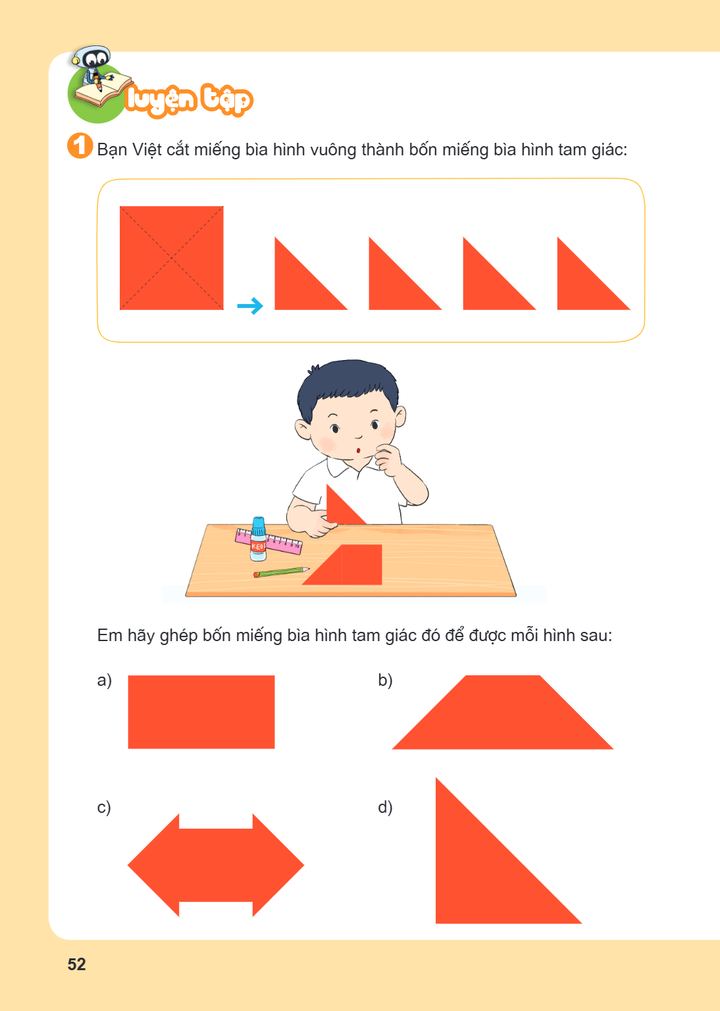 luyện tập
1 Bạn Việt cắt miếng bìa hình vuông thành bốn miếng bìa hình tam giác:
KEO
Em hãy ghép bốn miếng bìa hình tam giác đó để được mỗi hình sau:
a) b)
c) d)
52